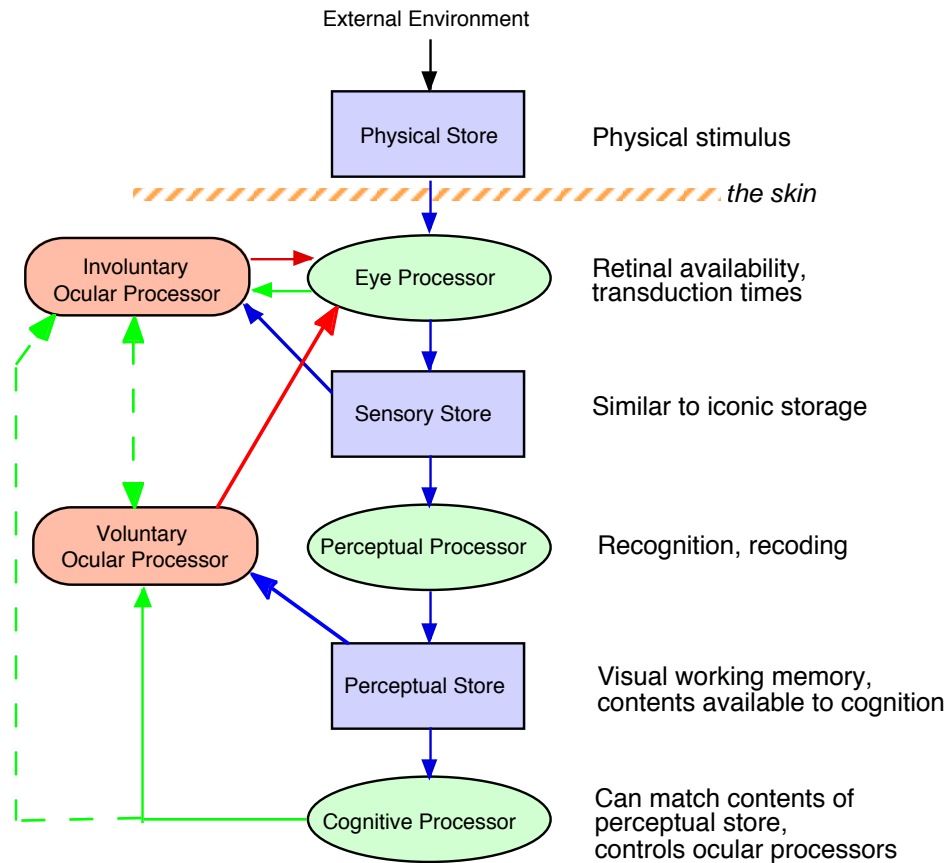 External Environment
Physical Store
Physical stimulus
the skin
Involuntary
Ocular Processor
Eye Processor
Retinal availability,
transduction times
Sensory Store
Similar to iconic storage
Voluntary
Ocular Processor
Perceptual Processor
Recognition, recoding
Perceptual Store
Visual working memory,
contents available to cognition
Cognitive Processor
Can match contents of
perceptual store,
controls ocular processors